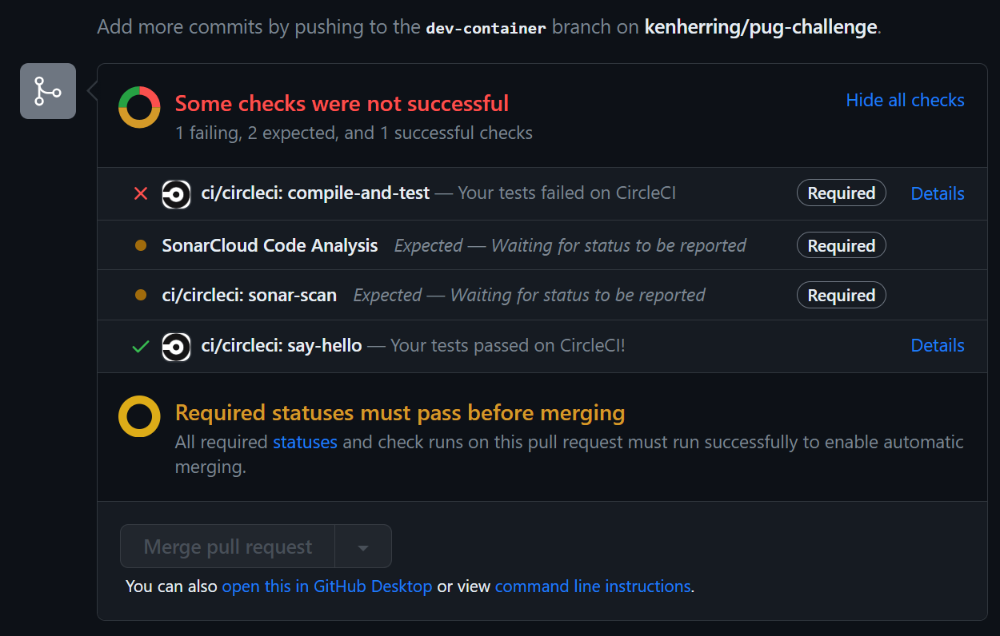 Add more commits by pushing to the dev-container branch on kenherring/pug-challenge.
Some checks were not successful
Hide all checks
1 failing, 2 expected, and 1 successful checks
ci/circleci: compile-and-test — Your tests failed on CircleCI Required Details
SonarCloud Code Analysis Expected — Waiting for status to be reported Required
ci/circleci: sonar-scan Expected — Waiting for status to be reported Required
ci/circleci: say-hello — Your tests passed on CircleCI! Details
Required statuses must pass before merging
All required statuses and check runs on this pull request must run successfully to enable automatic
merging.
Merge pull request
You can also open this in GitHub Desktop or view command line instructions.